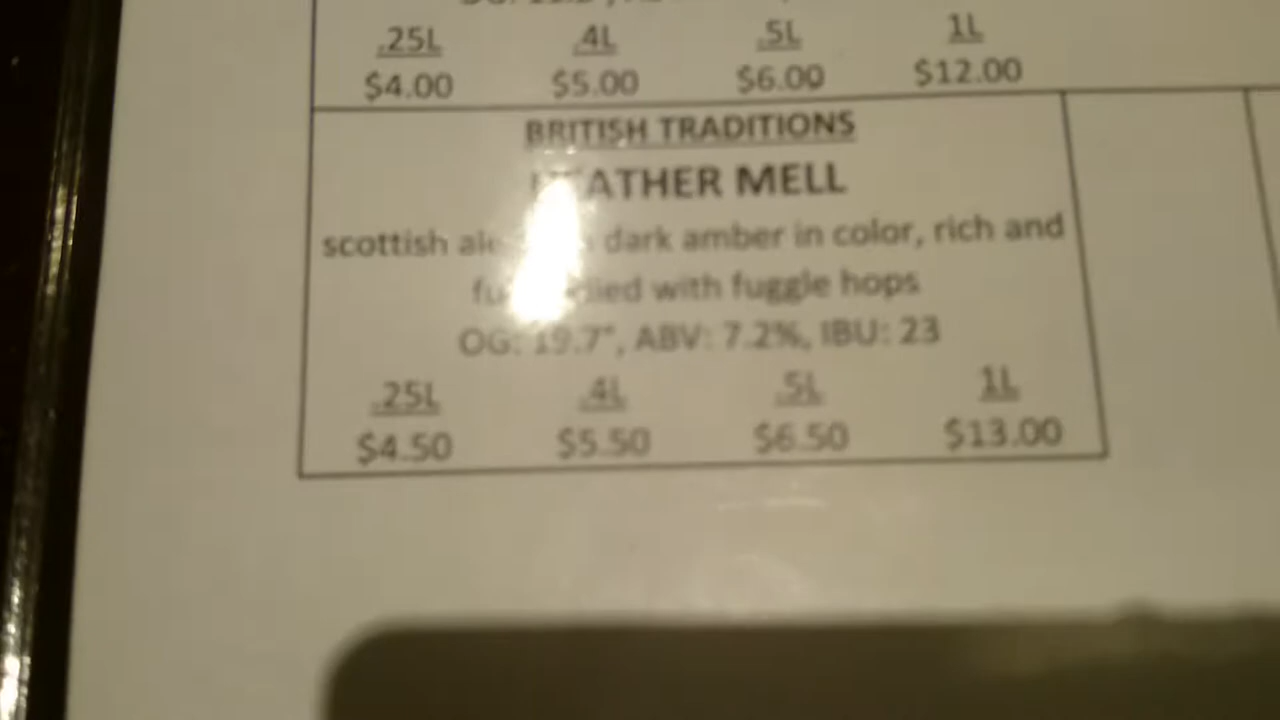 .25L .4L .5L 1L
$4.00 $5.00 $6.00 $12.00
BRITISH TRADITIONS
HEATHER MELL
scottish ale dark amber in color, rich and
with fuggle hops
OG: 19.7°, ABV: 7.2%, IBU: 23
.25L .4L .5L 1L
$4.50 $5.50 $6.50 $13.00